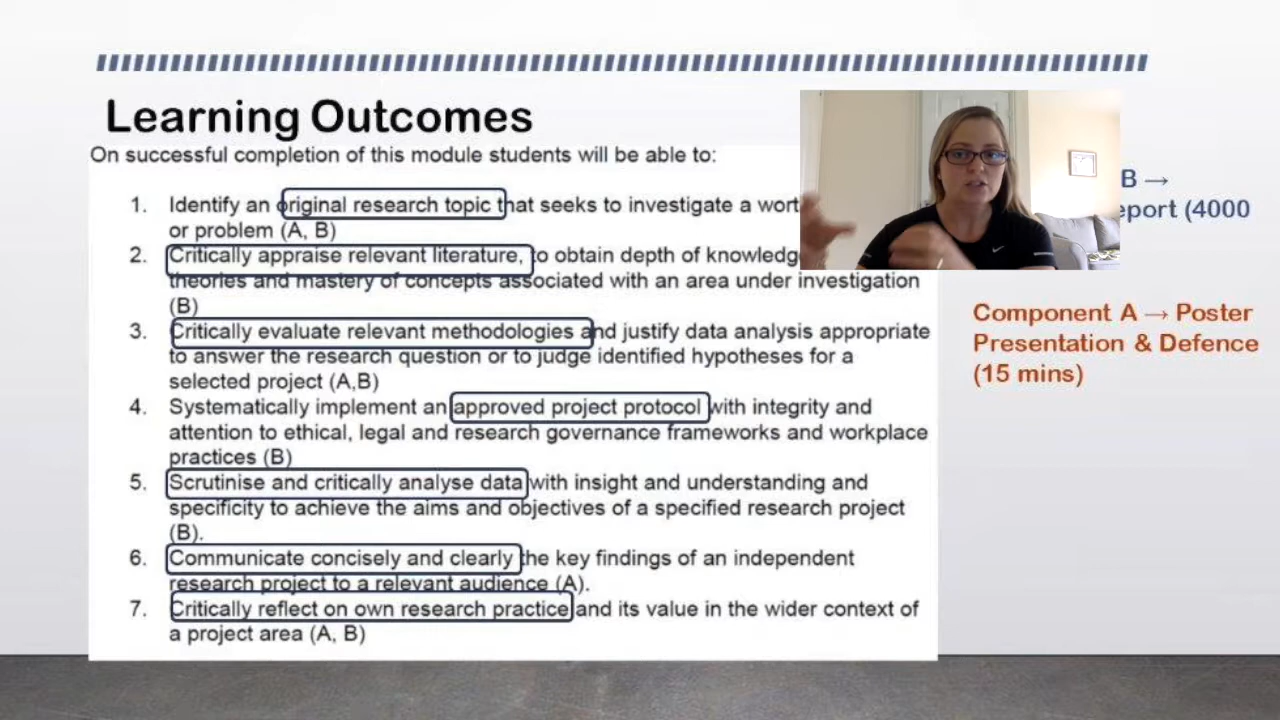 Learning Outcomes
On successful completion of this module students will be able to:
1. Identify an original research topic that seeks to investigate a
or problem (A, B)
2. Critically appraise relevant literature, to obtain depth of
theories and mastery of concepts associated with an area under investigation
(B)
3. Critically evaluate relevant methodologies and justify data analysis appropriate
to answer the research question or to judge identified hypotheses for a
selected project (A,B)
4. Systematically implement an approved project protocol with integrity and
attention to ethical, legal and research governance frameworks and workplace
practices (B)
5. Scrutinise and critically analyse data with insight and understanding and
specificity to achieve the aims and objectives of a specified research project
(B).
6. Communicate concisely and clearly the key findings of an independent
research project to a relevant audience (A).
7. Critically reflect on own research practice and its value in the wider context of
a project area (A, B)
B →
eport (4000
Component A → Poster
Presentation & Defence
(15 mins)